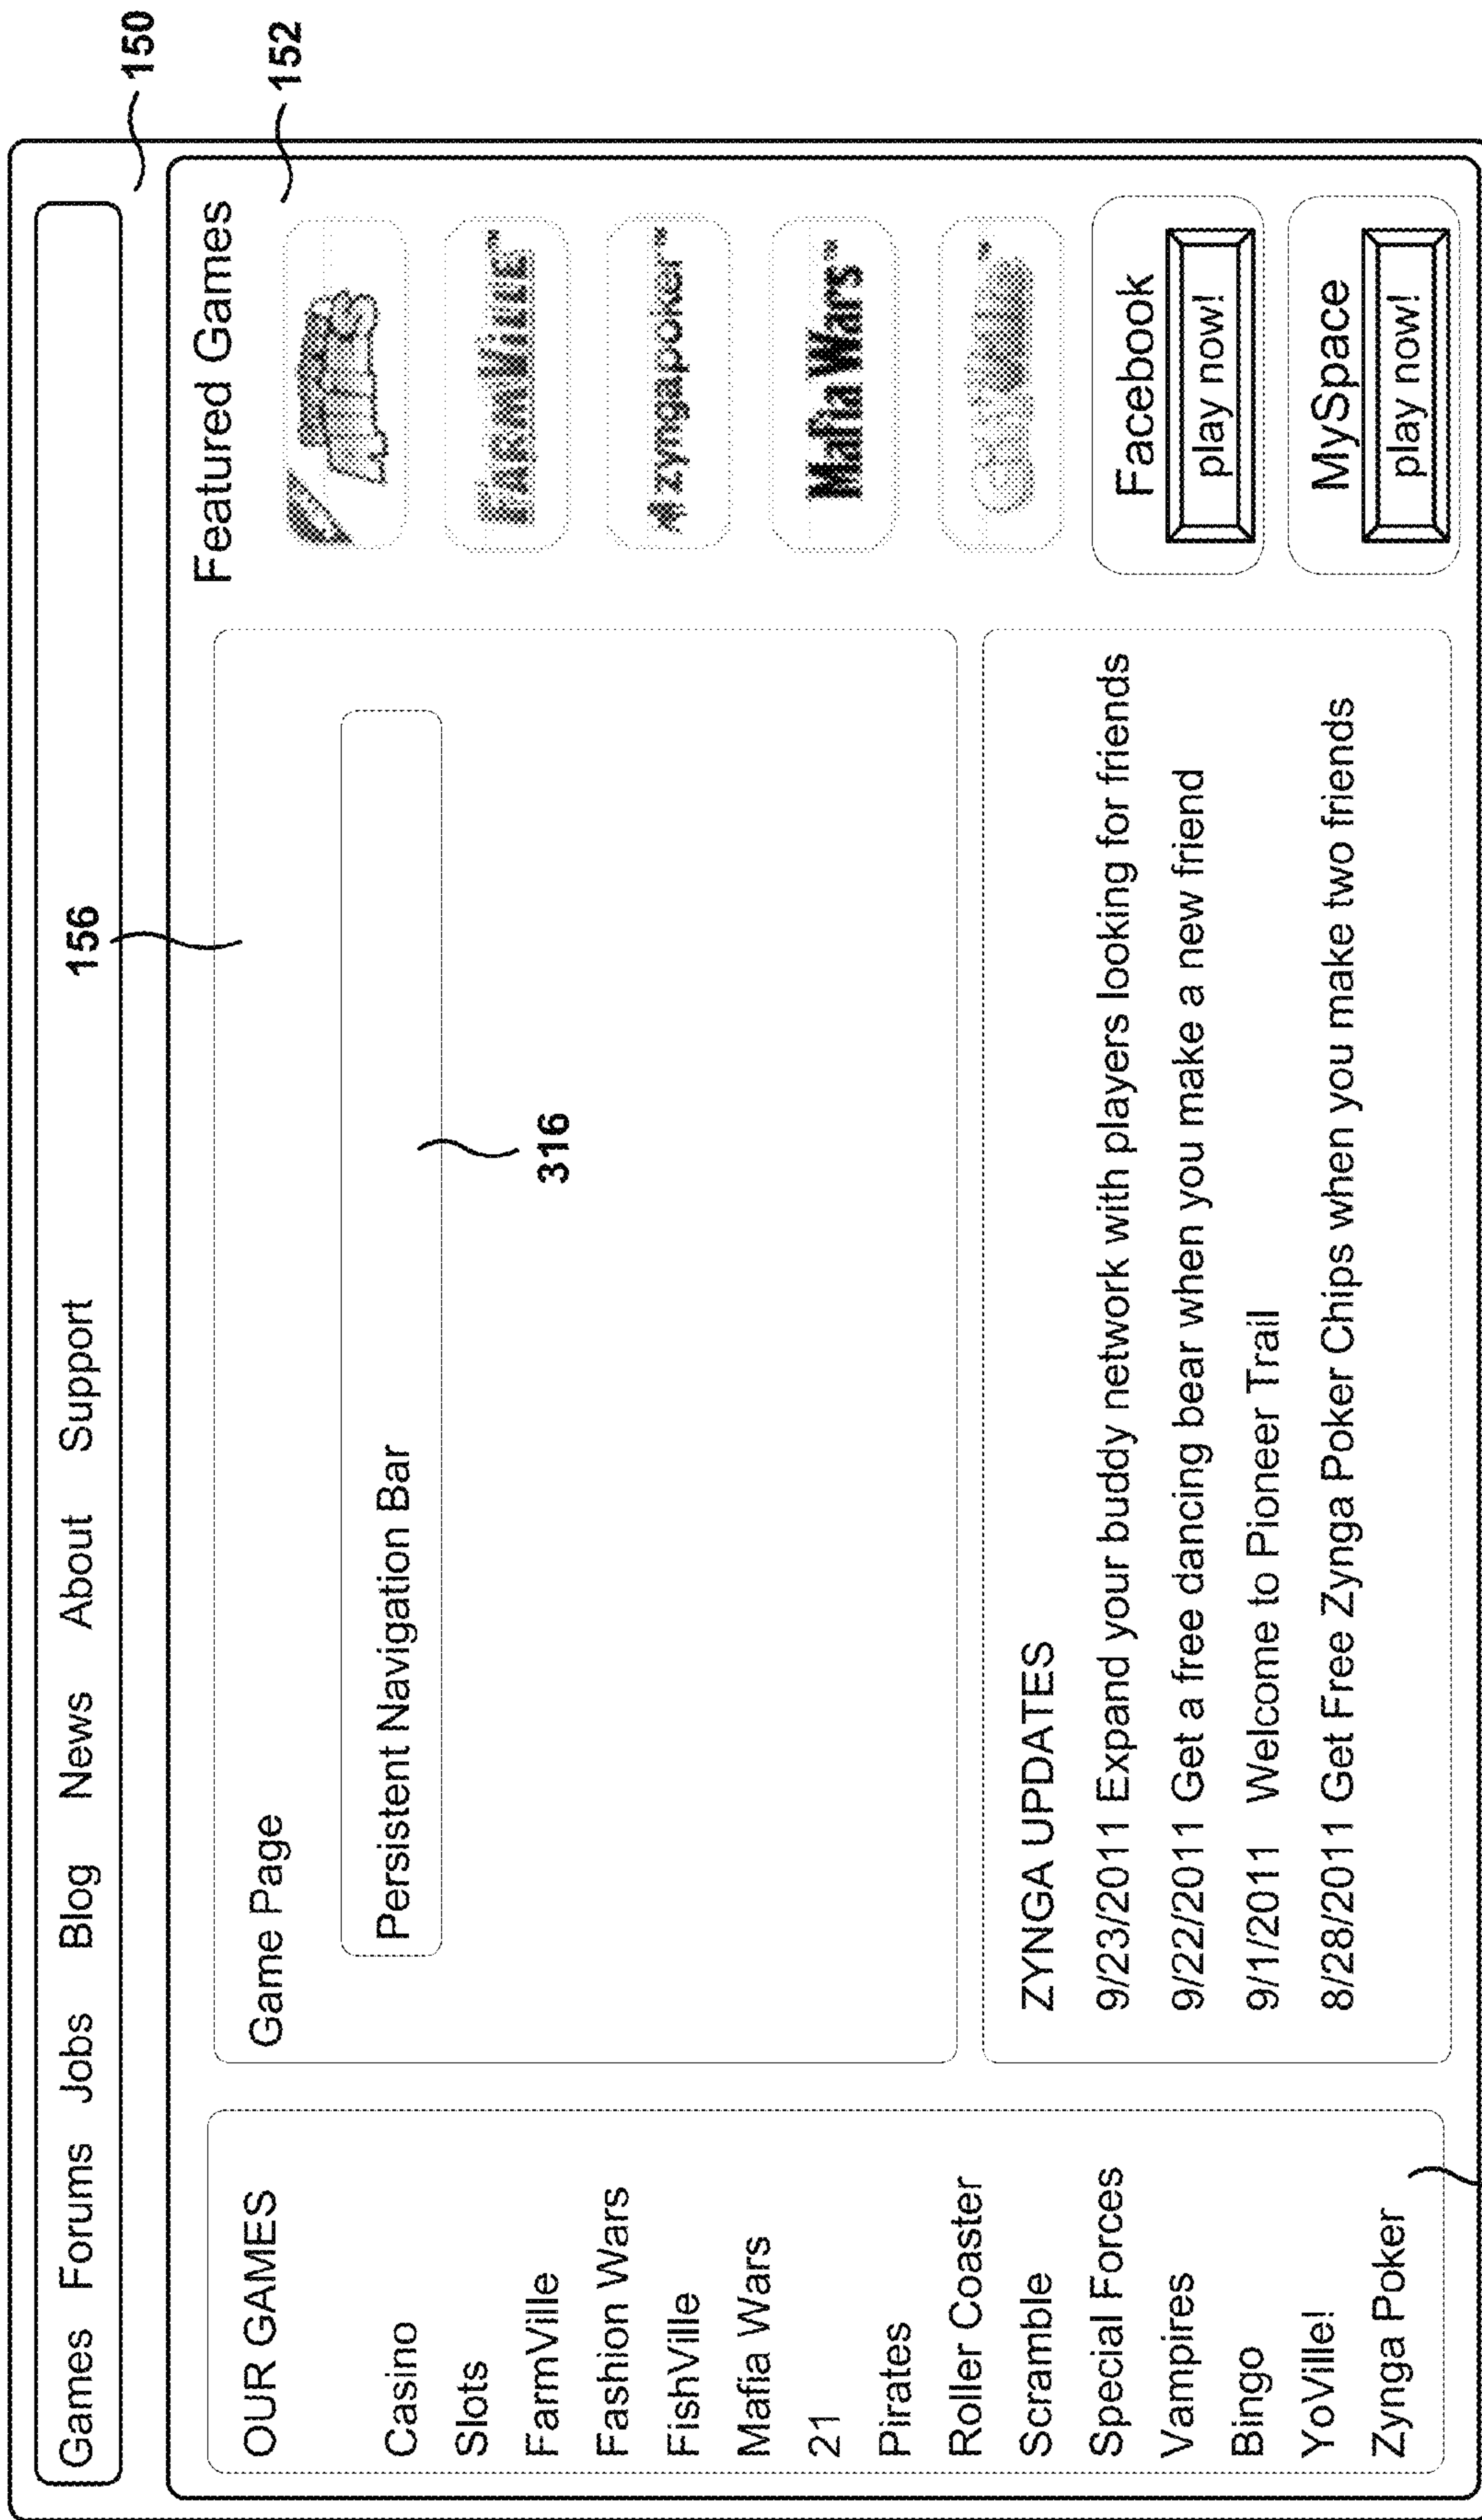 150
Games Forums Jobs Blog News About Support
156
152
OUR GAMES
Casino
Slots
FarmVille
Fashion Wars
FishVille
Mafia Wars
21
Pirates
Roller Coaster
Scramble
Special Forces
Vampires
Bingo
YoVille!
Zynga Poker
Game Page
Persistent Navigation Bar
316
ZYNGA UPDATES
9/23/2011 Expand your buddy network with players looking for friends
9/22/2011 Get a free dancing bear when you make a new friend
9/1/2011 Welcome to Pioneer Trail
8/28/2011 Get Free Zynga Poker Chips when you make two friends
Featured Games
FARMVILLE™
zyngapoker™
Mafia Wars™
Facebook
play now!
MySpace
play now!